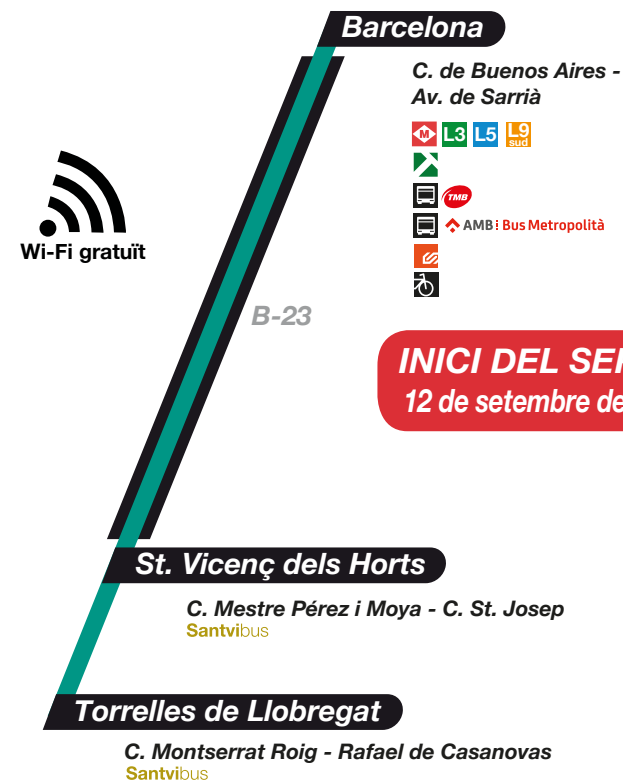 Barcelona
C. de Buenos Aires -
Av. de Sarrià
M L3 L5 L9 sud
TMB
AMB Bus Metropolità
Wi-Fi gratuït
B-23
INICI DEL
12 de setembre de
St. Vicenç dels Horts
C. Mestre Pérez i Moya - C. St. Josep
Santvibus
Torrelles de Llobregat
C. Montserrat Roig - Rafael de Casanovas
Santvibus